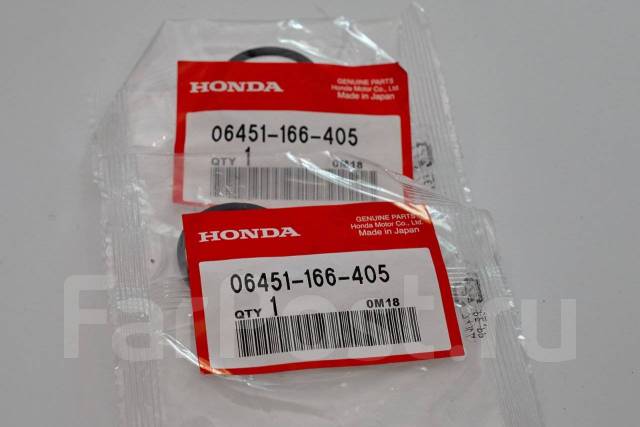 HONDA
GENUINE PARTS
Honda Motor Co., Ltd.
Made in Japan
06451-166-405
QTY 1
0M18
HONDA
GENUINE PARTS
Honda Motor Co., Ltd.
Made in Japan
06451-166-405
QTY 1
0M18
FarPost.ru